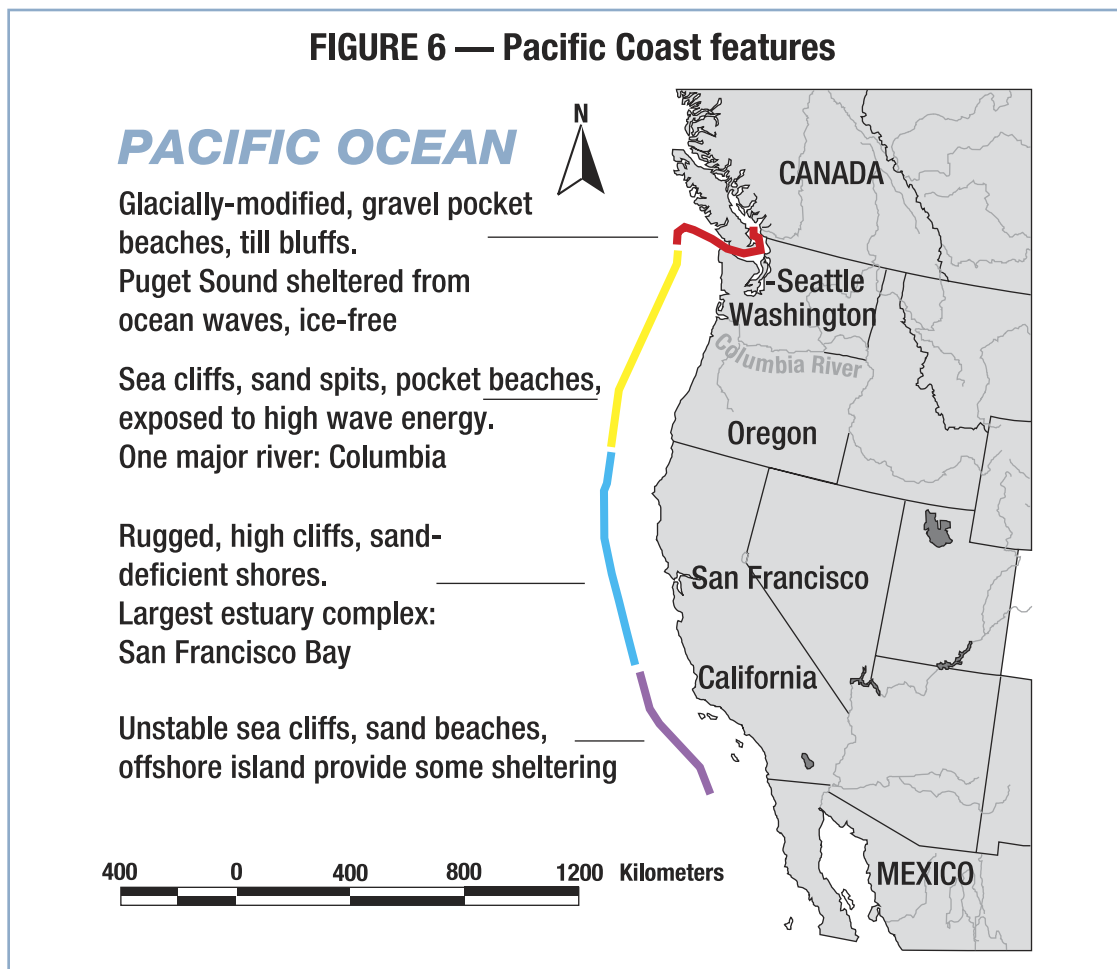 FIGURE 6 — Pacific Coast features
N
PACIFIC OCEAN
CANADA
Glacially-modified, gravel pocket
beaches, till bluffs.
Puget Sound sheltered from
ocean waves, ice-free
-Seattle
Washington
Columbia River
Sea cliffs, sand spits, pocket beaches,
exposed to high wave energy.
One major river: Columbia
Oregon
Rugged, high cliffs, sand-
deficient shores.
Largest estuary complex:
San Francisco Bay
San Francisco
California
Unstable sea cliffs, sand beaches,
offshore island provide some sheltering
400 0 400 800 1200 Kilometers
MEXICO